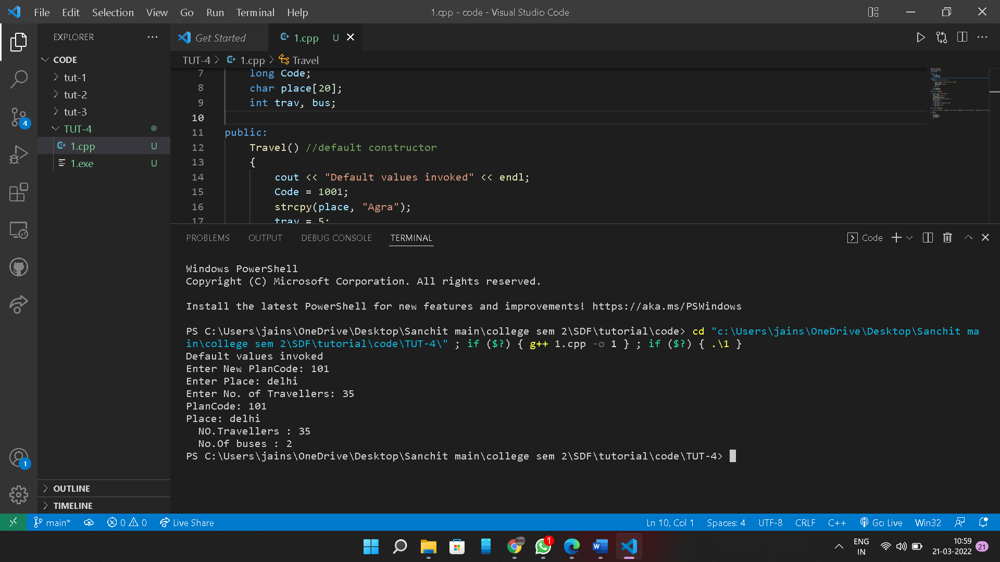 File Edit Selection View Go Run Terminal Help
1.cpp - code - Visual Studio Code
EXPLORER
CODE
tut-1
tut-2
tut-3
TUT-4
1.cpp U
1.exe U
OUTLINE
TIMELINE
4
1
Get Started
1.cpp U
TUT-4 > 1.cpp > Travel
7 long Code;
8 char place[20];
9 int trav, bus;
10
11 public:
12 Travel() //default constructor
13 {
14 cout << "Default values invoked" << endl;
15 Code = 1001;
16 strcpy(place, "Agra");
17 trav = 5;
PROBLEMS OUTPUT DEBUG CONSOLE TERMINAL
Code
Windows PowerShell
Copyright (C) Microsoft Corporation. All rights reserved.
Install the latest PowerShell for new features and improvements! https://aka.ms/PSWindows
PS C:\Users\jains\OneDrive\Desktop\Sanchit main\college sem 2\SDF\tutorial\code> cd "c:\Users\jains\OneDrive\Desktop\Sanchit ma
in\college sem 2\SDF\tutorial\code\TUT-4\" ; if ($?) { g++ 1.cpp -o 1 } ; if ($?) { .\1 }
Default values invoked
Enter New PlanCode: 101
Enter Place: delhi
Enter No. of Travellers: 35
PlanCode: 101
Place: delhi
NO.Travellers : 35
No.Of buses : 2
PS C:\Users\jains\OneDrive\Desktop\Sanchit main\college sem 2\SDF\tutorial\code\TUT-4>
main* 0 0 Live Share
Ln 10, Col 1 Spaces: 4 UTF-8 CRLF C++ Go Live Win32
1
ENG
IN
10:59
21-03-2022
21